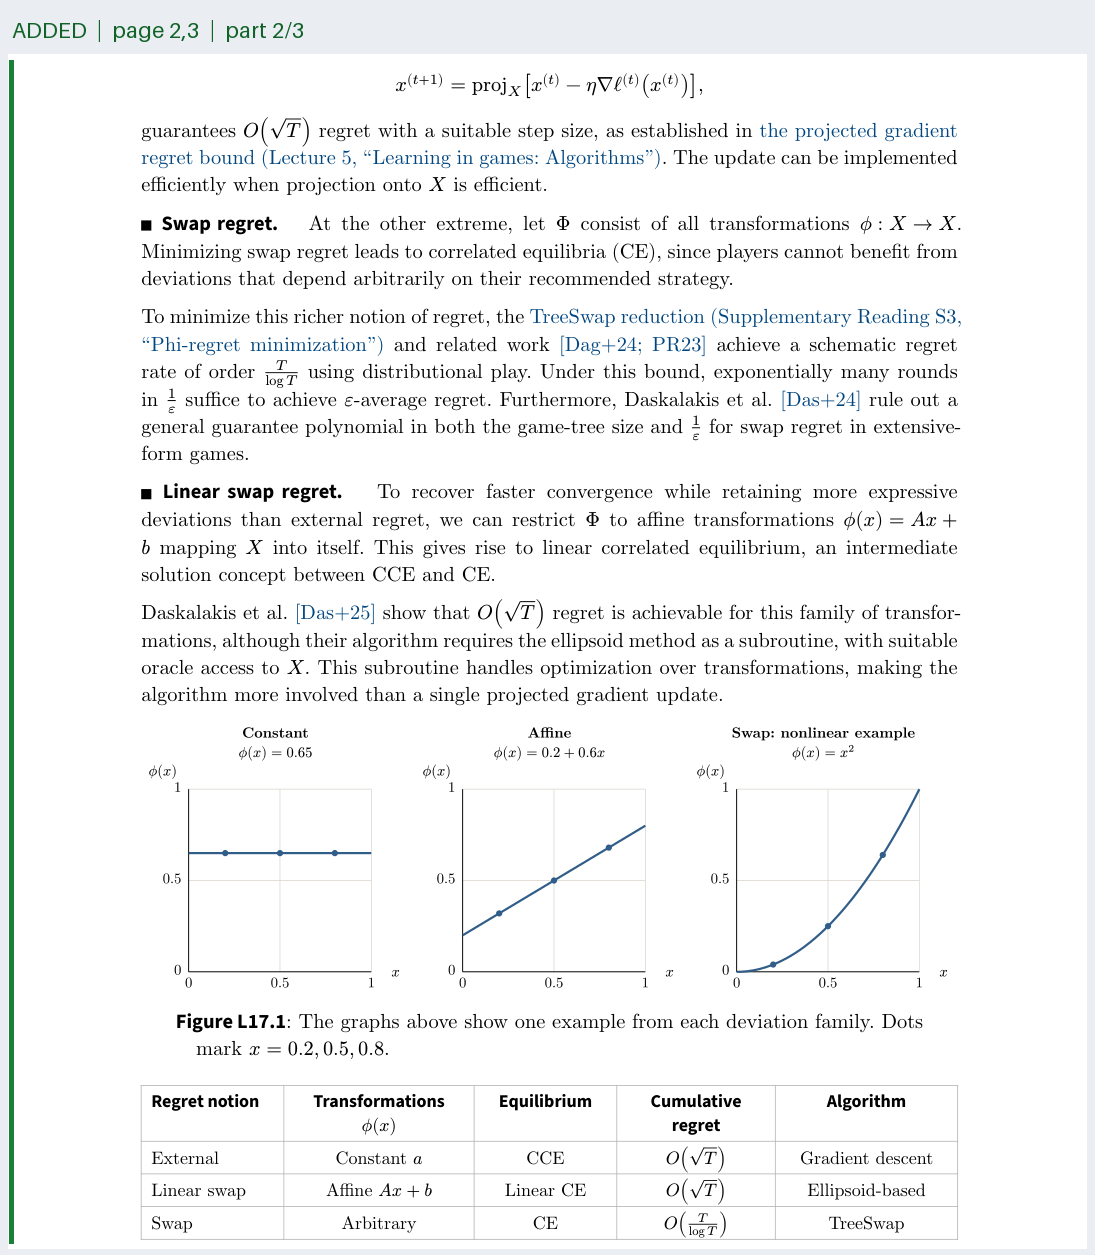 ADDED | page 2,3 | part 2/3
x^{(t+1)} = proj_X [x^{(t)} − η∇ℓ^{(t)}(x^{(t)})],
guarantees O(√T) regret with a suitable step size, as established in the projected gradient
regret bound (Lecture 5, “Learning in games: Algorithms”). The update can be implemented
efficiently when projection onto X is efficient.
■ Swap regret. At the other extreme, let Φ consist of all transformations ϕ : X → X.
Minimizing swap regret leads to correlated equilibria (CE), since players cannot benefit from
deviations that depend arbitrarily on their recommended strategy.
To minimize this richer notion of regret, the TreeSwap reduction (Supplementary Reading S3,
“Phi-regret minimization”) and related work [Dag+24; PR23] achieve a schematic regret
rate of order T/log T using distributional play. Under this bound, exponentially many rounds
in 1/ε suffice to achieve ε-average regret. Furthermore, Daskalakis et al. [Das+24] rule out a
general guarantee polynomial in both the game-tree size and 1/ε for swap regret in extensive-
form games.
■ Linear swap regret. To recover faster convergence while retaining more expressive
deviations than external regret, we can restrict Φ to affine transformations ϕ(x) = Ax +
b mapping X into itself. This gives rise to linear correlated equilibrium, an intermediate
solution concept between CCE and CE.
Daskalakis et al. [Das+25] show that O(√T) regret is achievable for this family of transfor-
mations, although their algorithm requires the ellipsoid method as a subroutine, with suitable
oracle access to X. This subroutine handles optimization over transformations, making the
algorithm more involved than a single projected gradient update.
Constant
ϕ(x) = 0.65
ϕ(x)
1
0.5
0
0 0.5 1 x
Affine
ϕ(x) = 0.2 + 0.6x
ϕ(x)
1
0.5
0
0 0.5 1 x
Swap: nonlinear example
ϕ(x) = x²
ϕ(x)
1
0.5
0
0 0.5 1 x
Figure L17.1: The graphs above show one example from each deviation family. Dots
mark x = 0.2, 0.5, 0.8.
Regret notion Transformations ϕ(x) Equilibrium Cumulative regret Algorithm
External Constant a CCE O(√T) Gradient descent
Linear swap Affine Ax + b Linear CE O(√T) Ellipsoid-based
Swap Arbitrary CE O(T/log T) TreeSwap